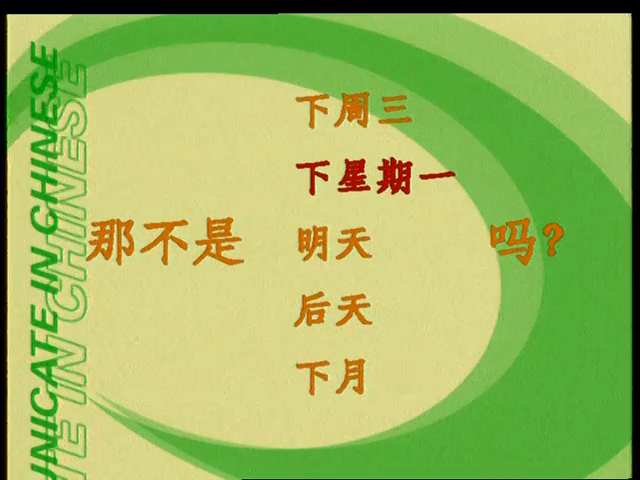 下周三
下星期一
那不是 明天 吗?
后天
下月
UNICATE IN CHINESE
IN CHINESE